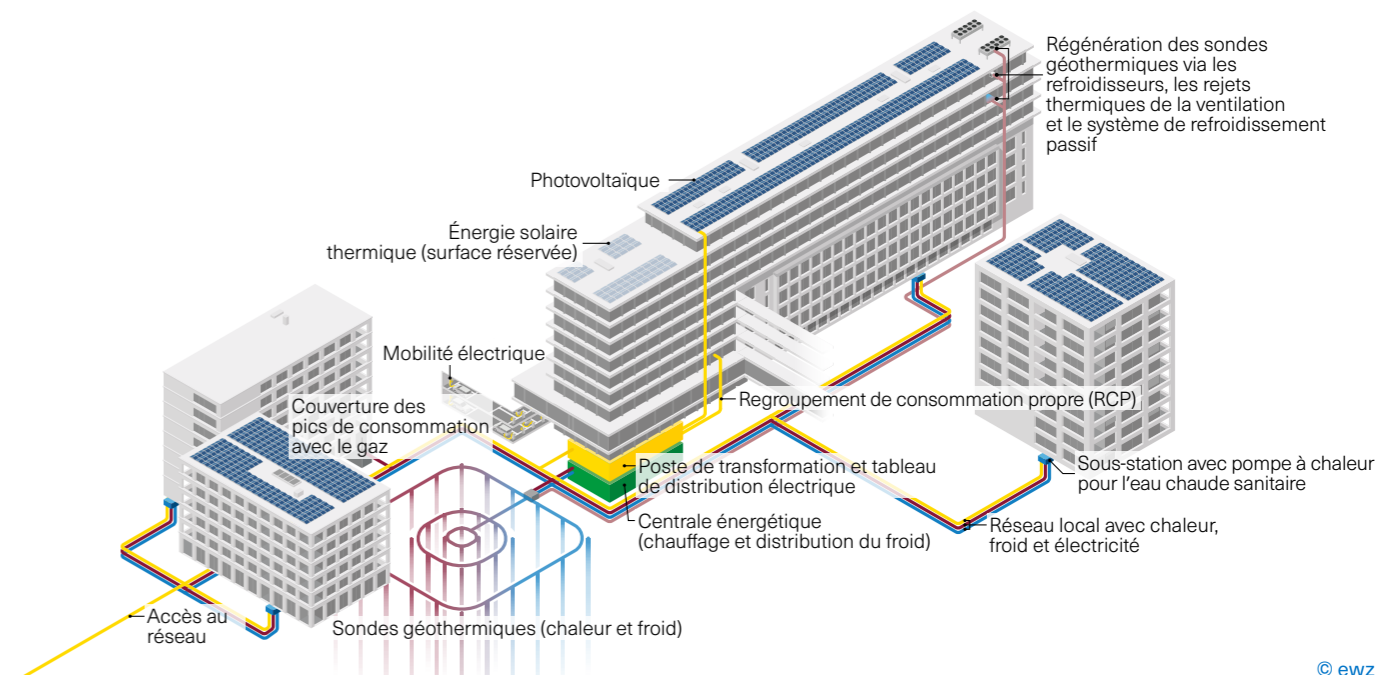 Régénération des sondes
géothermiques via les
refroidisseurs, les rejets
thermiques de la ventilation
et le système de refroidissement
passif
Photovoltaïque
Énergie solaire
thermique (surface réservée)
Mobilité électrique
Couverture des
pics de consommation
avec le gaz
Regroupement de consommation propre (RCP)
Poste de transformation et tableau
de distribution électrique
Sous-station avec pompe à chaleur
pour l'eau chaude sanitaire
Centrale énergétique
(chauffage et distribution du froid)
Réseau local avec chaleur,
froid et électricité
Accès au
réseau
Sondes géothermiques (chaleur et froid)
© ewz